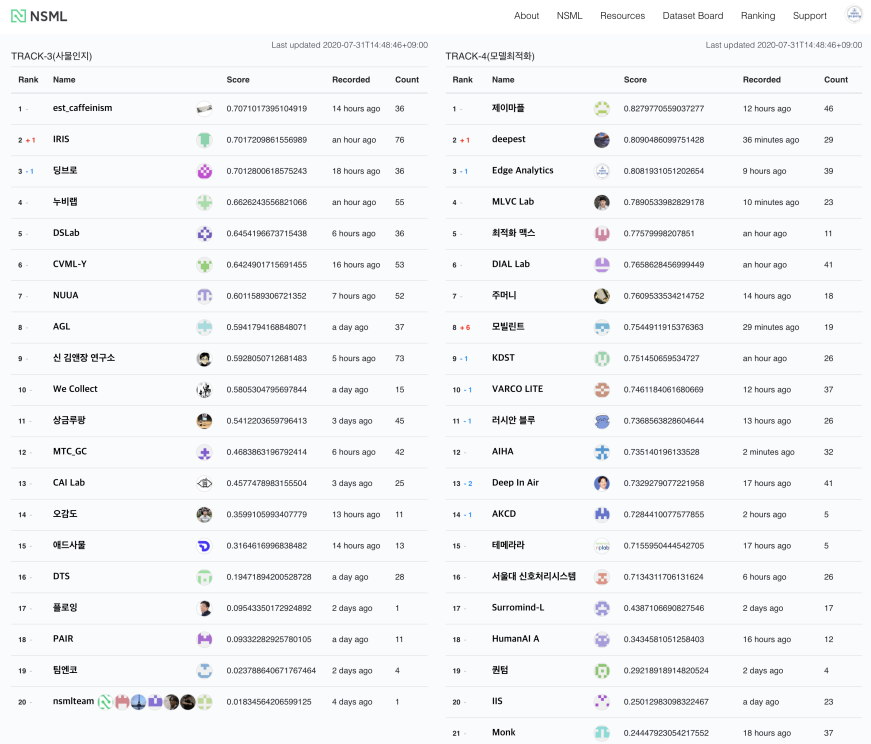 NSML
About NSML Resources Dataset Board Ranking Support
Last updated 2020-07-31T14:48:46+09:00
TRACK-3(사물인지)
Rank Name Score Recorded Count
1 - est_caffeinism 0.7071017395104919 14 hours ago 36
2 +1 IRIS 0.7017209861556989 an hour ago 76
3 -1 딩브로 0.7012800618575243 18 hours ago 36
4 - 누비랩 0.6626243556821066 an hour ago 55
5 - DSLab 0.6454196673715438 6 hours ago 36
6 - CVML-Y 0.6424901715691455 16 hours ago 53
7 - NUUA 0.6011589306721352 7 hours ago 52
8 - AGL 0.5941794168848071 a day ago 37
9 - 신 김앤장 연구소 0.5928050712681483 5 hours ago 73
10 - We Collect 0.5805304795697844 a day ago 15
11 - 상금루팡 0.5412203659796413 3 days ago 45
12 - MTC_GC 0.4683863196792414 6 hours ago 42
13 - CAI Lab 0.4577478983155504 3 days ago 25
14 - 오감도 0.3599105993407779 13 hours ago 11
15 - 애드사물 0.3164616996838482 14 hours ago 13
16 - DTS 0.19471894200528728 a day ago 28
17 - 플로잉 0.09543350172924892 2 days ago 1
18 - PAIR 0.09332282925780105 a day ago 11
19 - 팀엔코 0.023788640671767464 2 days ago 4
20 - nsmlteam 0.01834564206599125 4 days ago 1
Last updated 2020-07-31T14:48:46+09:00
TRACK-4(모델최적화)
Rank Name Score Recorded Count
1 - 제이마플 0.8279770559037277 12 hours ago 46
2 +1 deepest 0.8090486099751428 36 minutes ago 29
3 -1 Edge Analytics 0.8081931051202654 9 hours ago 39
4 - MLVC Lab 0.7890533982829178 10 minutes ago 23
5 - 최적화 맥스 0.77579998207851 an hour ago 11
6 - DIAL Lab 0.7658628456999449 an hour ago 41
7 - 주머니 0.7609533534214752 14 hours ago 18
8 +6 모빌린트 0.7544911915376363 29 minutes ago 19
9 -1 KDST 0.751450659534727 an hour ago 26
10 -1 VARCO LITE 0.7461184061680669 12 hours ago 37
11 -1 러시안 블루 0.7368563828604644 13 hours ago 26
12 - AIHA 0.735140196133528 2 minutes ago 32
13 -2 Deep In Air 0.7329279077221958 17 hours ago 41
14 -1 AKCD 0.7284410077577855 2 hours ago 5
15 - 테메라라 0.7155950444542705 17 hours ago 5
16 - 서울대 신호처리시스템 0.7134311706131624 6 hours ago 26
17 - Surromind-L 0.4387106690827546 2 days ago 17
18 - HumanAI A 0.3434581051258403 16 hours ago 12
19 - 퀀텀 0.29218918914820524 2 days ago 4
20 - IIS 0.25012983098322467 a day ago 23
21 - Monk 0.24447923054217552 18 hours ago 37